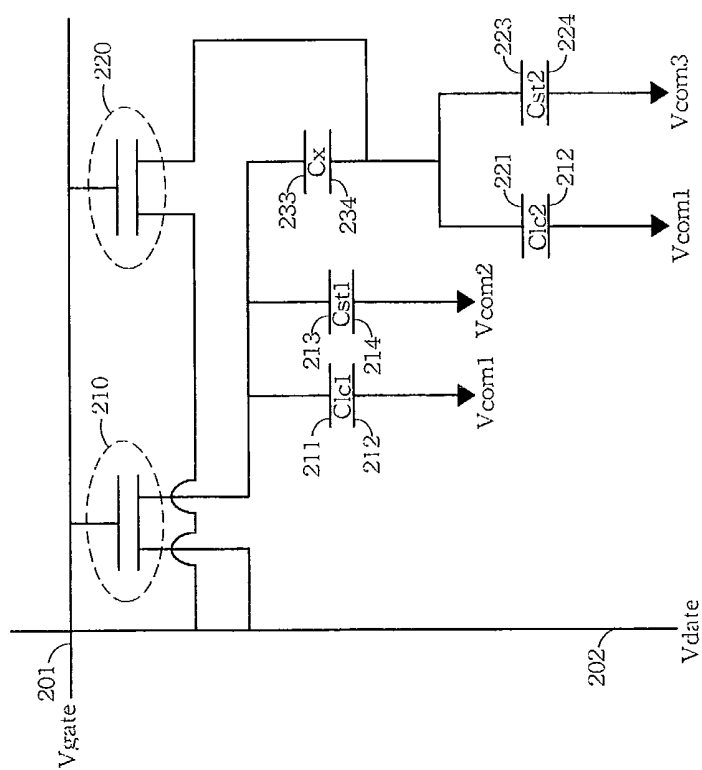 Vgate
201
210
220
211
Clc1
212
Vcom1
213
Cst1
214
Vcom2
233
Cx
234
221
Clc2
212
Vcom1
223
Cst2
224
Vcom3
202
Vdate